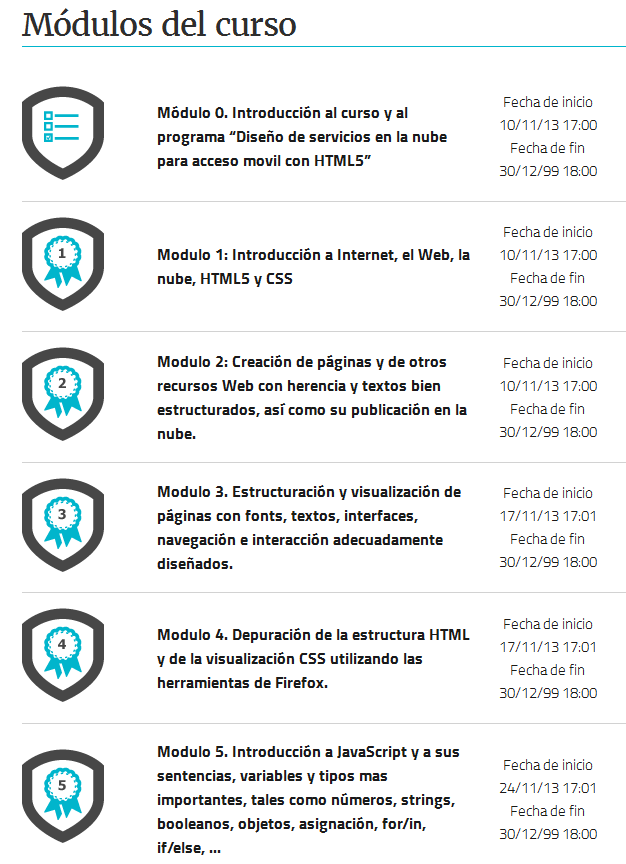 Módulos del curso
Módulo 0. Introducción al curso y al
programa “Diseño de servicios en la nube
para acceso movil con HTML5”
Fecha de inicio
10/11/13 17:00
Fecha de fin
30/12/99 18:00
1
Modulo 1: Introducción a Internet, el Web, la
nube, HTML5 y CSS
Fecha de inicio
10/11/13 17:00
Fecha de fin
30/12/99 18:00
2
Modulo 2: Creación de páginas y de otros
recursos Web con herencia y textos bien
estructurados, así como su publicación en la
nube.
Fecha de inicio
10/11/13 17:00
Fecha de fin
30/12/99 18:00
3
Modulo 3. Estructuración y visualización de
páginas con fonts, textos, interfaces,
navegación e interacción adecuadamente
diseñados.
Fecha de inicio
17/11/13 17:01
Fecha de fin
30/12/99 18:00
4
Modulo 4. Depuración de la estructura HTML
y de la visualización CSS utilizando las
herramientas de Firefox.
Fecha de inicio
17/11/13 17:01
Fecha de fin
30/12/99 18:00
5
Modulo 5. Introducción a JavaScript y a sus
sentencias, variables y tipos mas
importantes, tales como números, strings,
booleanos, objetos, asignación, for/in,
if/else, ...
Fecha de inicio
24/11/13 17:01
Fecha de fin
30/12/99 18:00